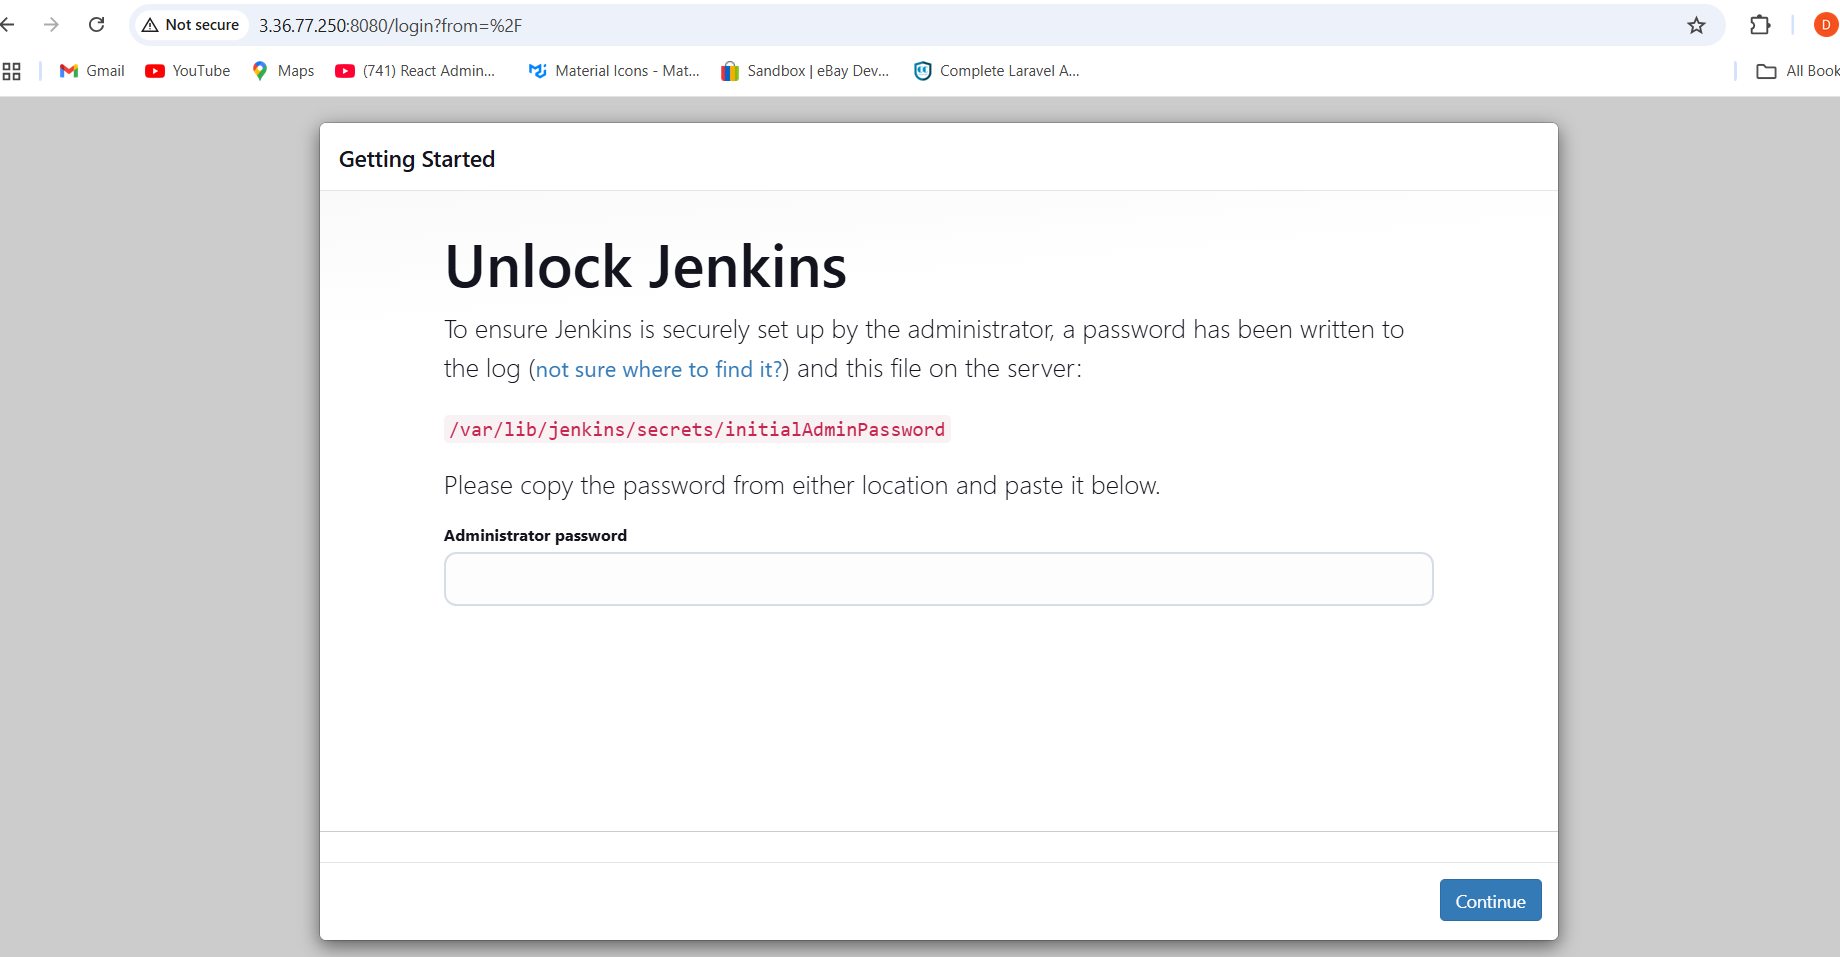 Not secure 3.36.77.250:8080/login?from=%2F D
Gmail YouTube Maps (741) React Admin... Material Icons - Mat... Sandbox | eBay Dev... Complete Laravel A... All Book
Getting Started
Unlock Jenkins
To ensure Jenkins is securely set up by the administrator, a password has been written to
the log (not sure where to find it?) and this file on the server:
/var/lib/jenkins/secrets/initialAdminPassword
Please copy the password from either location and paste it below.
Administrator password
Continue